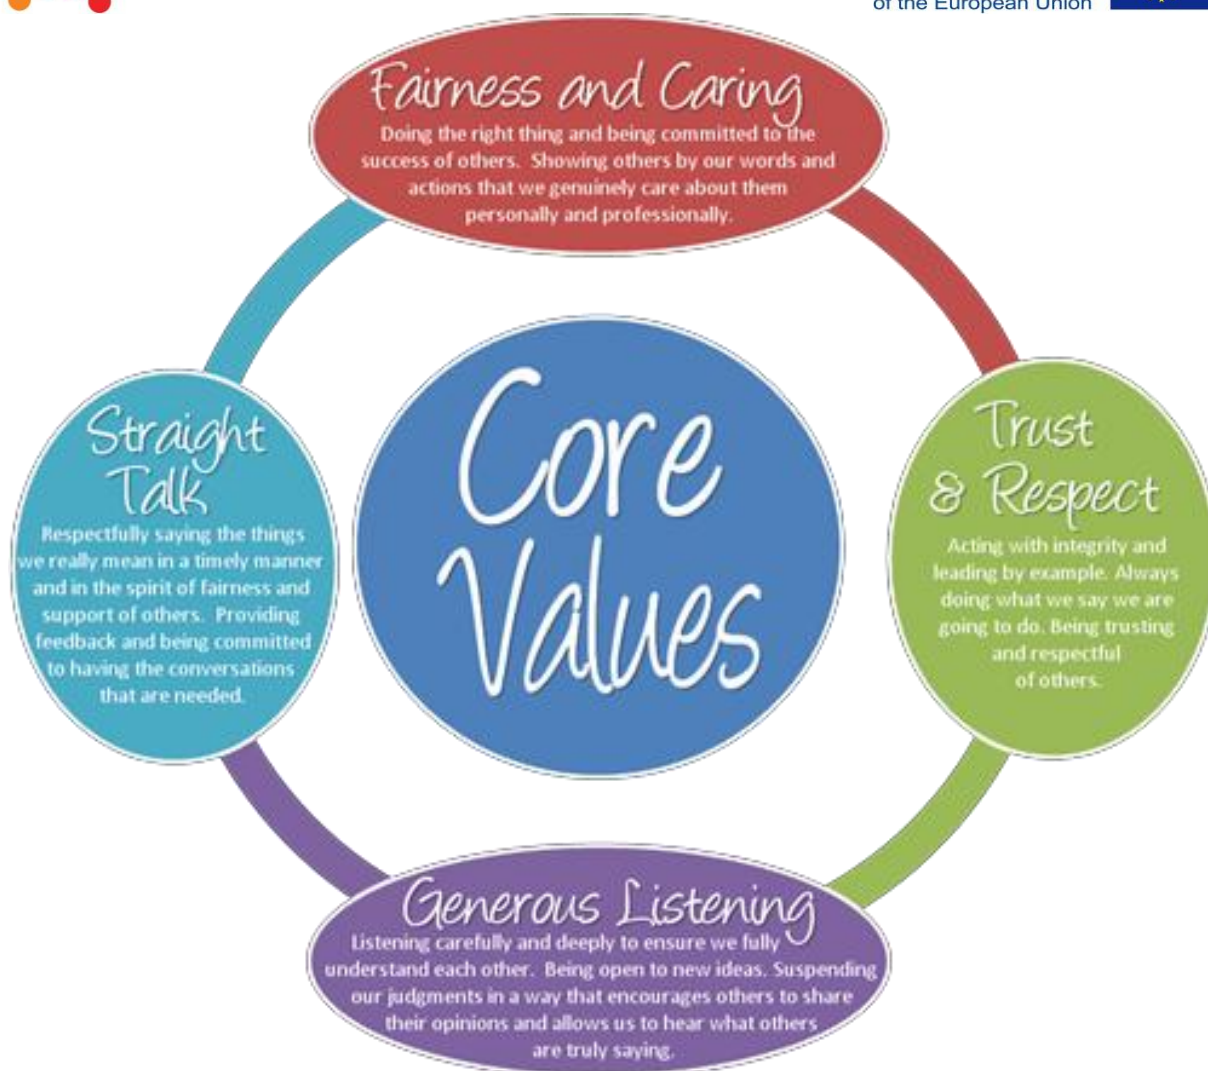 of the European Union
Fairness and Caring
Doing the right thing and being committed to the
success of others.  Showing others by our words and
actions that we genuinely care about them
personally and professionally.
Straight
Talk
Respectfully saying the things
we really mean in a timely manner
and in the spirit of fairness and
support of others.  Providing
feedback and being committed
to having the conversations
that are needed.
Core
Values
Trust
& Respect
Acting with integrity and
leading by example. Always
doing what we say we are
going to do. Being trusting
and respectful
of others.
Generous Listening
Listening carefully and deeply to ensure we fully
understand each other.  Being open to new ideas. Suspending
our judgments in a way that encourages others to share
their opinions and allows us to hear what others
are truly saying.